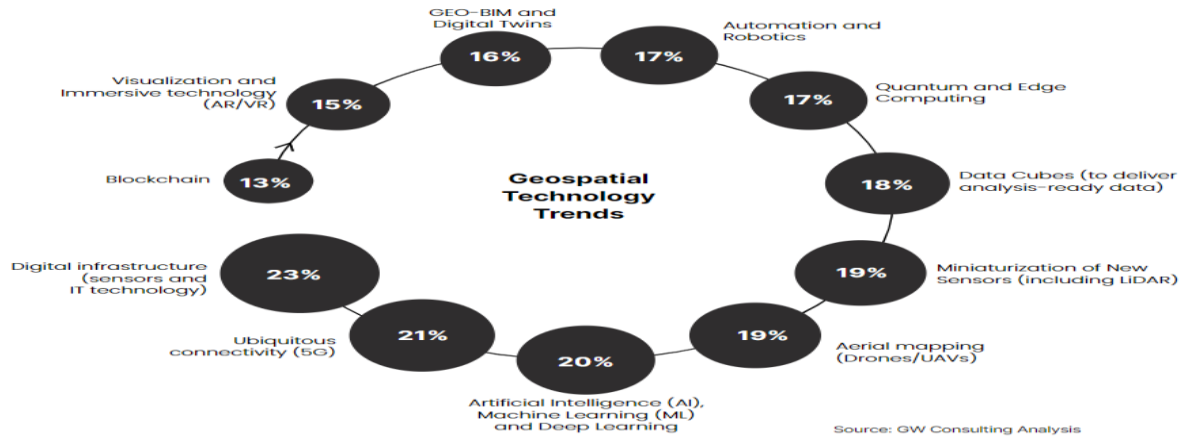 GEO-BIM and
Digital Twins
16%
Automation and
Robotics
17%
Visualization and
Immersive technology
(AR/VR)
15%
Quantum and Edge
Computing
17%
Blockchain
13%
Geospatial
Technology
Trends
Data Cubes (to deliver
analysis-ready data)
18%
Digital infrastructure
(sensors and
IT technology)
23%
Miniaturization of New
Sensors (including LiDAR)
19%
Ubiquitous
connectivity (5G)
21%
Aerial mapping
(Drones/UAVs)
19%
20%
Artificial Intelligence (AI),
Machine Learning (ML)
and Deep Learning
Source: GW Consulting Analysis